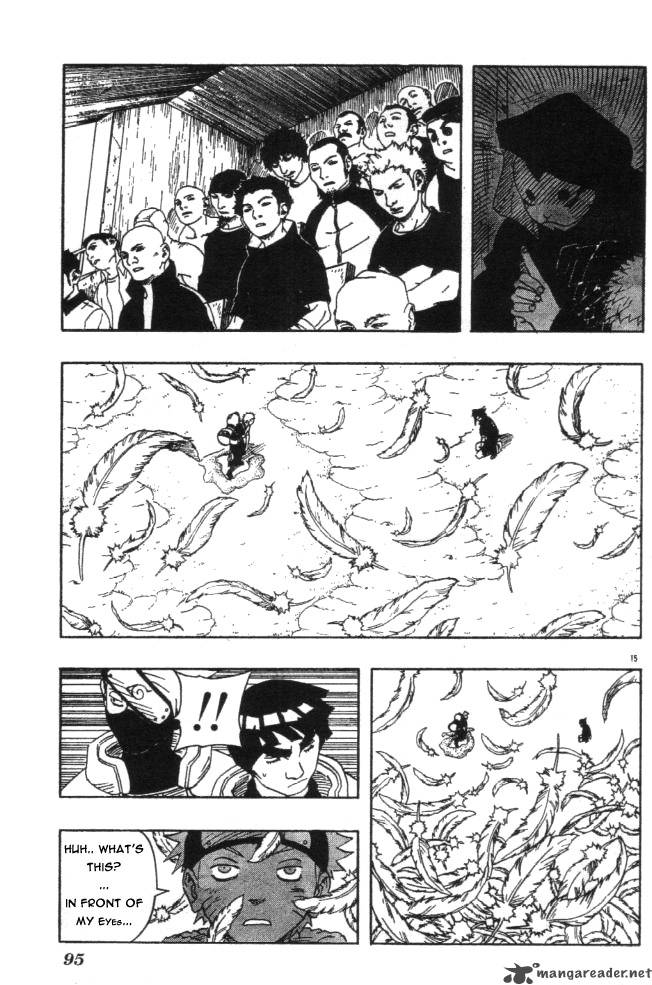 15
!!
HUH.. WHAT'S
THIS?
...
IN FRONT OF
MY EYES...
95
mangareader.net